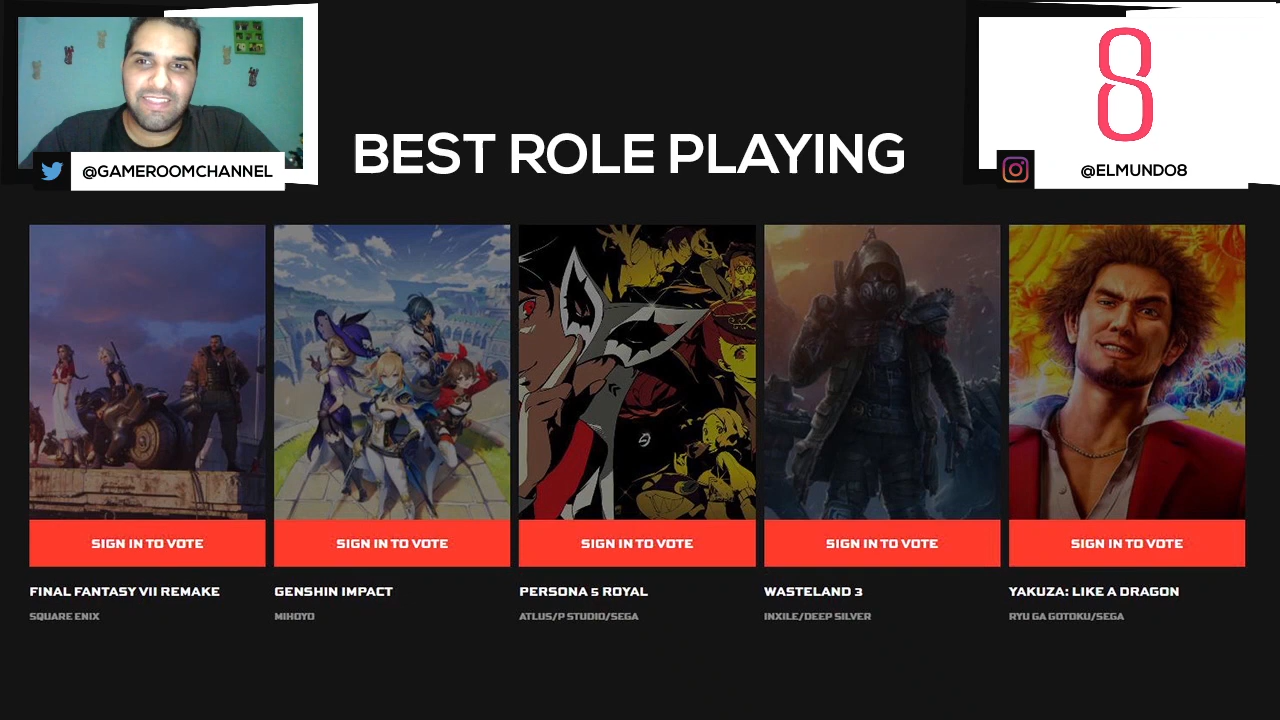 @GAMEROOMCHANNEL
BEST ROLE PLAYING
8
@ELMUNDO8
SIGN IN TO VOTE
SIGN IN TO VOTE
SIGN IN TO VOTE
SIGN IN TO VOTE
SIGN IN TO VOTE
FINAL FANTASY VII REMAKE
SQUARE ENIX
GENSHIN IMPACT
MIHOYO
PERSONA 5 ROYAL
ATLUS/P STUDIO/SEGA
WASTELAND 3
INXILE/DEEP SILVER
YAKUZA: LIKE A DRAGON
RYU GA GOTOKU/SEGA